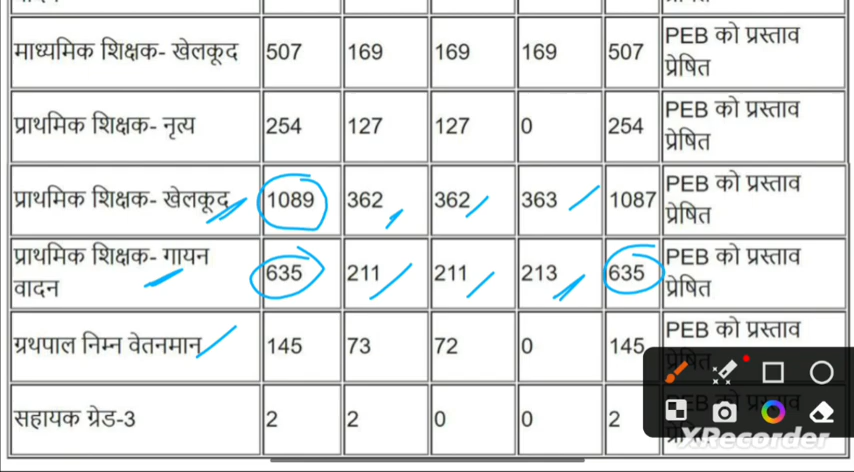 माध्यमिक शिक्षक- खेलकूद 507 169 169 169 507 PEB को प्रस्ताव
प्रेषित
प्राथमिक शिक्षक- नृत्य 254 127 127 0 254 PEB को प्रस्ताव
प्रेषित
प्राथमिक शिक्षक- खेलकूद 1089 362 362 363 1087 PEB को प्रस्ताव
प्रेषित
प्राथमिक शिक्षक- गायन
वादन 635 211 211 213 635 PEB को प्रस्ताव
प्रेषित
ग्रथपाल निम्न वेतनमान 145 73 72 0 145 PEB को प्रस्ताव
सहायक ग्रेड-3 2 2 0 0 2
XRecorder